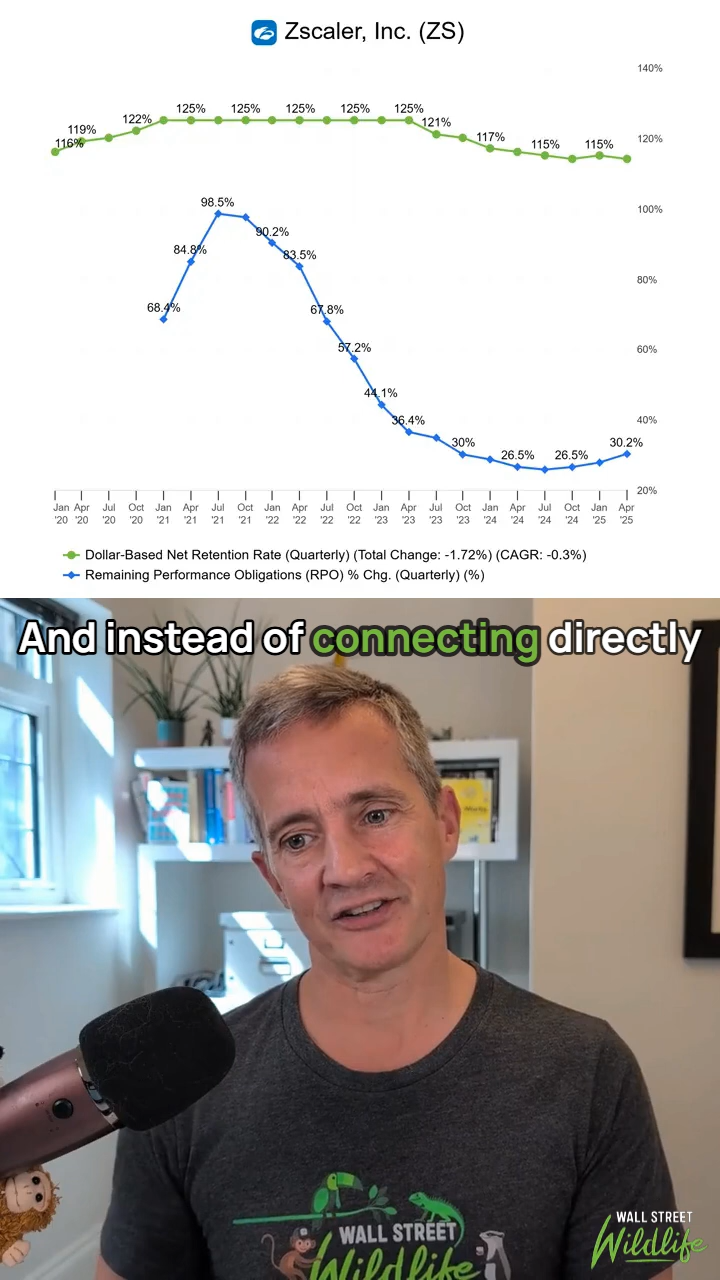 Zscaler, Inc. (ZS)
140%
120%
100%
80%
60%
40%
20%
116%
119%
122%
125%
125%
125%
125%
125%
121%
117%
115%
115%
68.4%
84.8%
98.5%
90.2%
83.5%
67.8%
57.2%
44.1%
36.4%
30%
26.5%
26.5%
30.2%
Jan '20
Apr '20
Jul '20
Oct '20
Jan '21
Apr '21
Jul '21
Oct '21
Jan '22
Apr '22
Jul '22
Oct '22
Jan '23
Apr '23
Jul '23
Oct '23
Jan '24
Apr '24
Jul '24
Oct '24
Jan '25
Apr '25
Dollar-Based Net Retention Rate (Quarterly) (Total Change: -1.72%) (CAGR: -0.3%)
Remaining Performance Obligations (RPO) % Chg. (Quarterly) (%)
And instead of connecting directly
WALL STREET
Wildlife
WALL STREET
Wildlife